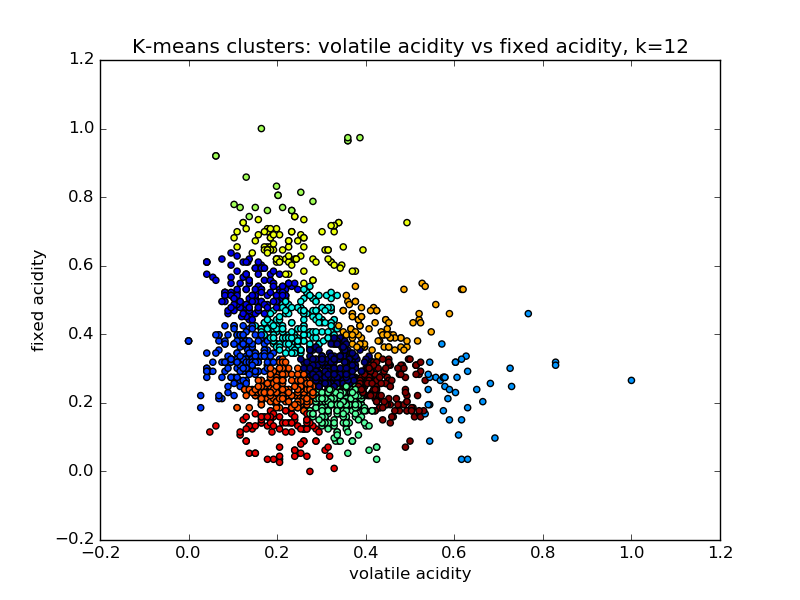 K-means clusters: volatile acidity vs fixed acidity, k=12
1.2
1.0
0.8
0.6
0.4
0.2
0.0
−0.2
fixed acidity
−0.2 0.0 0.2 0.4 0.6 0.8 1.0 1.2
volatile acidity